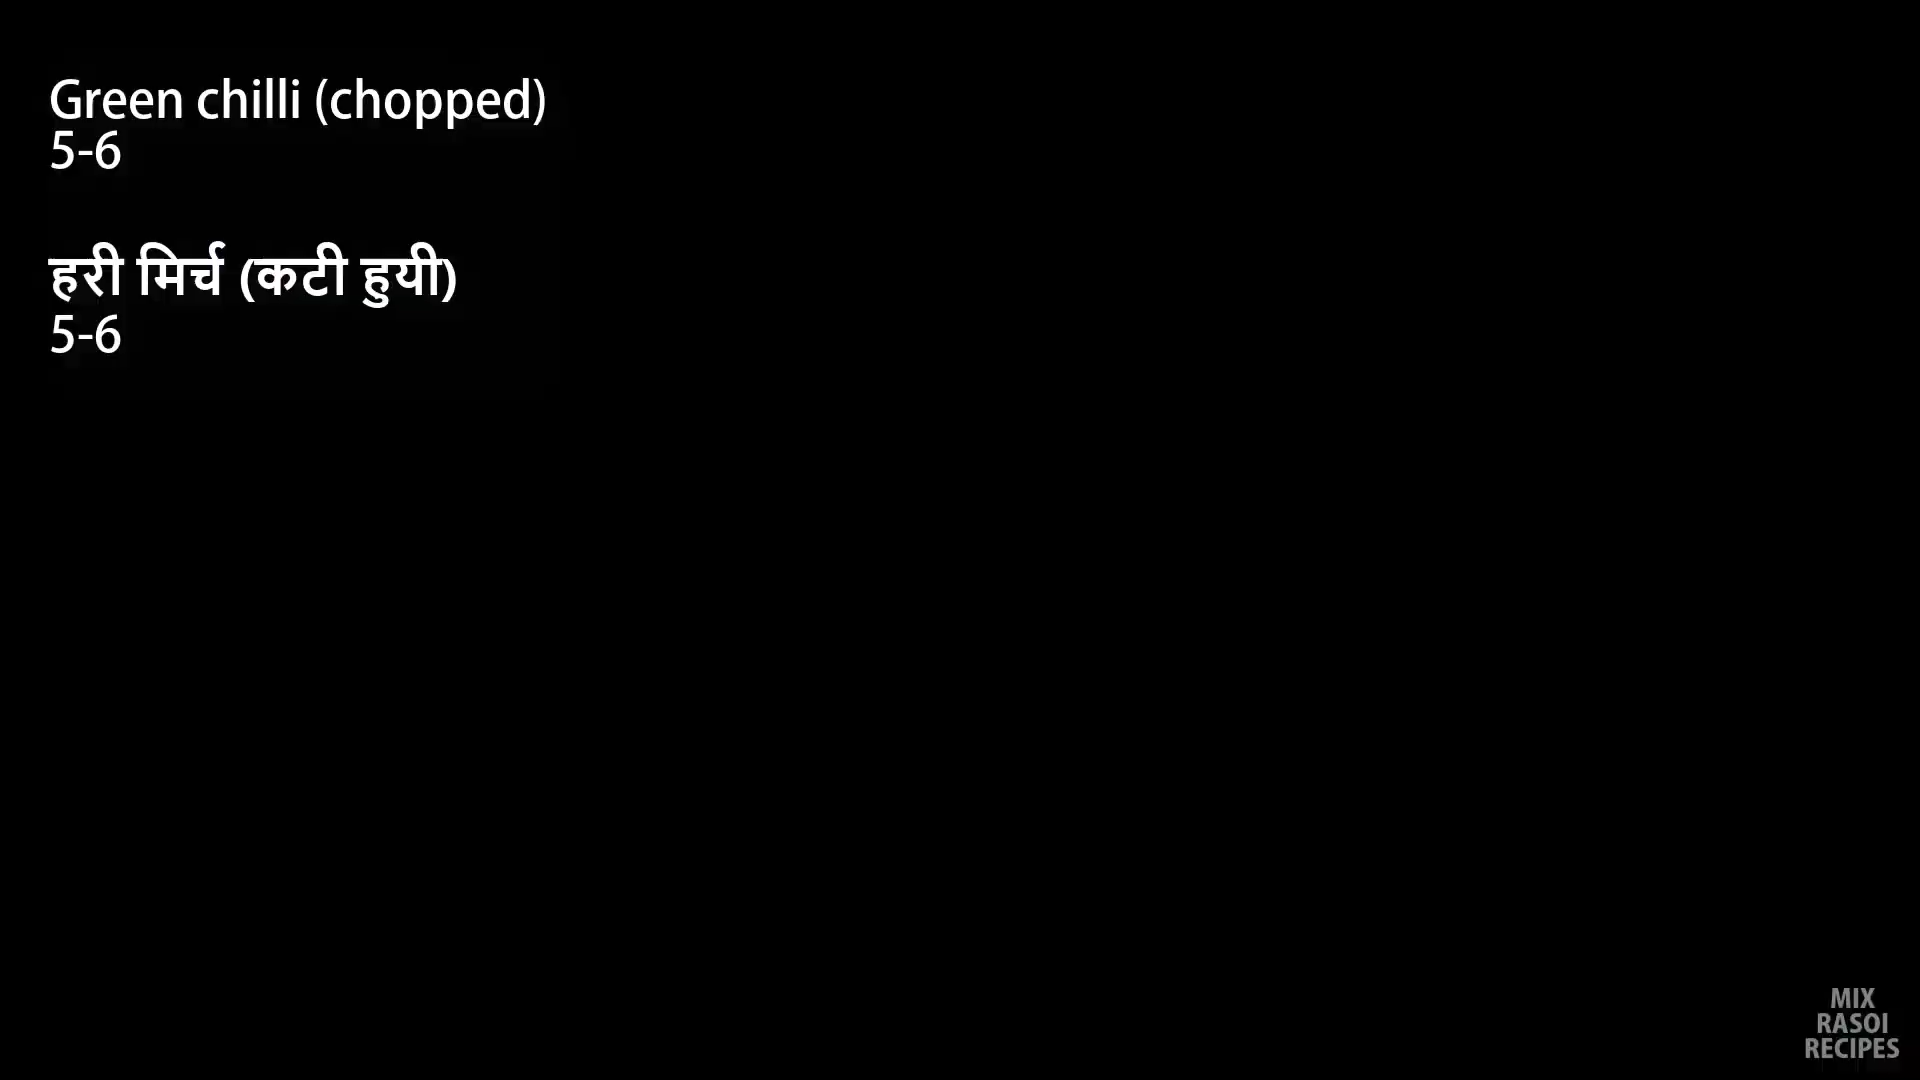 Green chilli (chopped)
5-6
हरी मिर्च (कटी हुयी)
5-6
MIX
RASOI
RECIPES